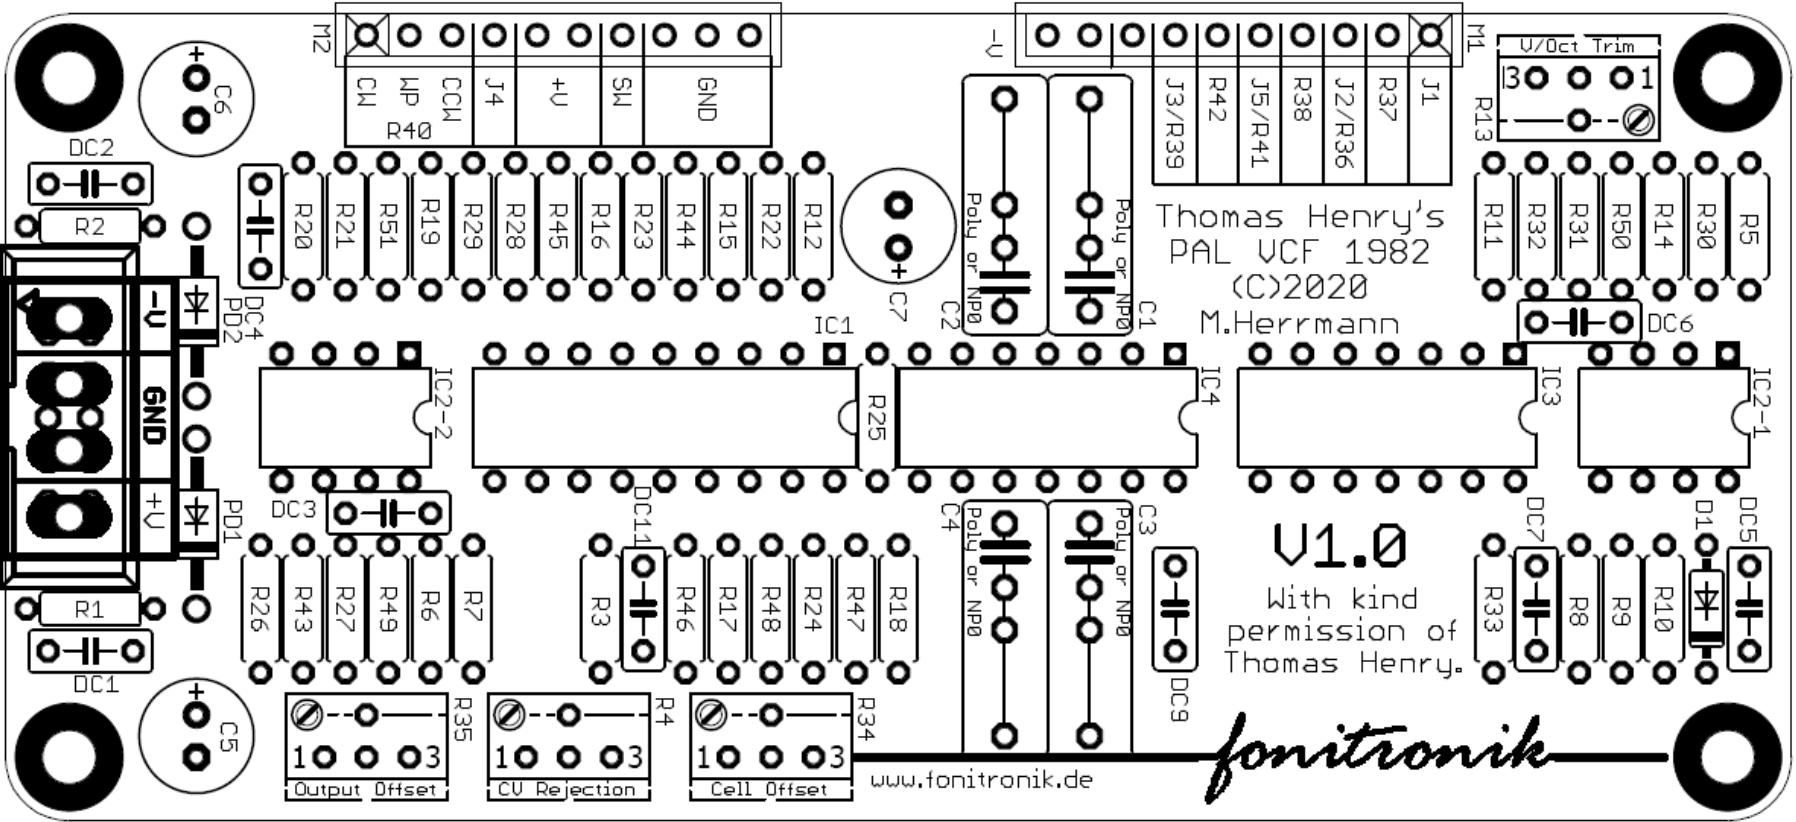 M2
-V
M1
V/Oct Trim
3
1
R13
CW
WP
CCW
J4
+V
SW
GND
R40
J3/R39
R42
J5/R41
R38
J2/R36
R37
J1
+
C6
DC2
R2
DC4
R20
R21
R51
R19
R29
R28
R45
R16
R23
R44
R15
R22
R12
+
C7
Poly or NP0
C2
Poly or NP0
C1
Thomas Henry's
PAL VCF 1982
(C)2020
M.Herrmann
R11
R32
R31
R50
R14
R30
R5
DC6
-V
GND
+V
PD2
PD1
IC2-2
IC1
R25
IC4
IC3
IC2-1
DC3
R1
DC1
+
C5
R26
R43
R27
R49
R6
R7
R3
DC11
R46
R17
R48
R24
R47
R18
C4
Poly or NP0
C3
Poly or NP0
DC9
V1.0
With kind
permission of
Thomas Henry.
R33
DC7
R8
R9
R10
D1
DC5
R35
1
3
Output Offset
R4
1
3
CV Rejection
R34
1
3
Cell Offset
www.fonitronik.de
fonitronik